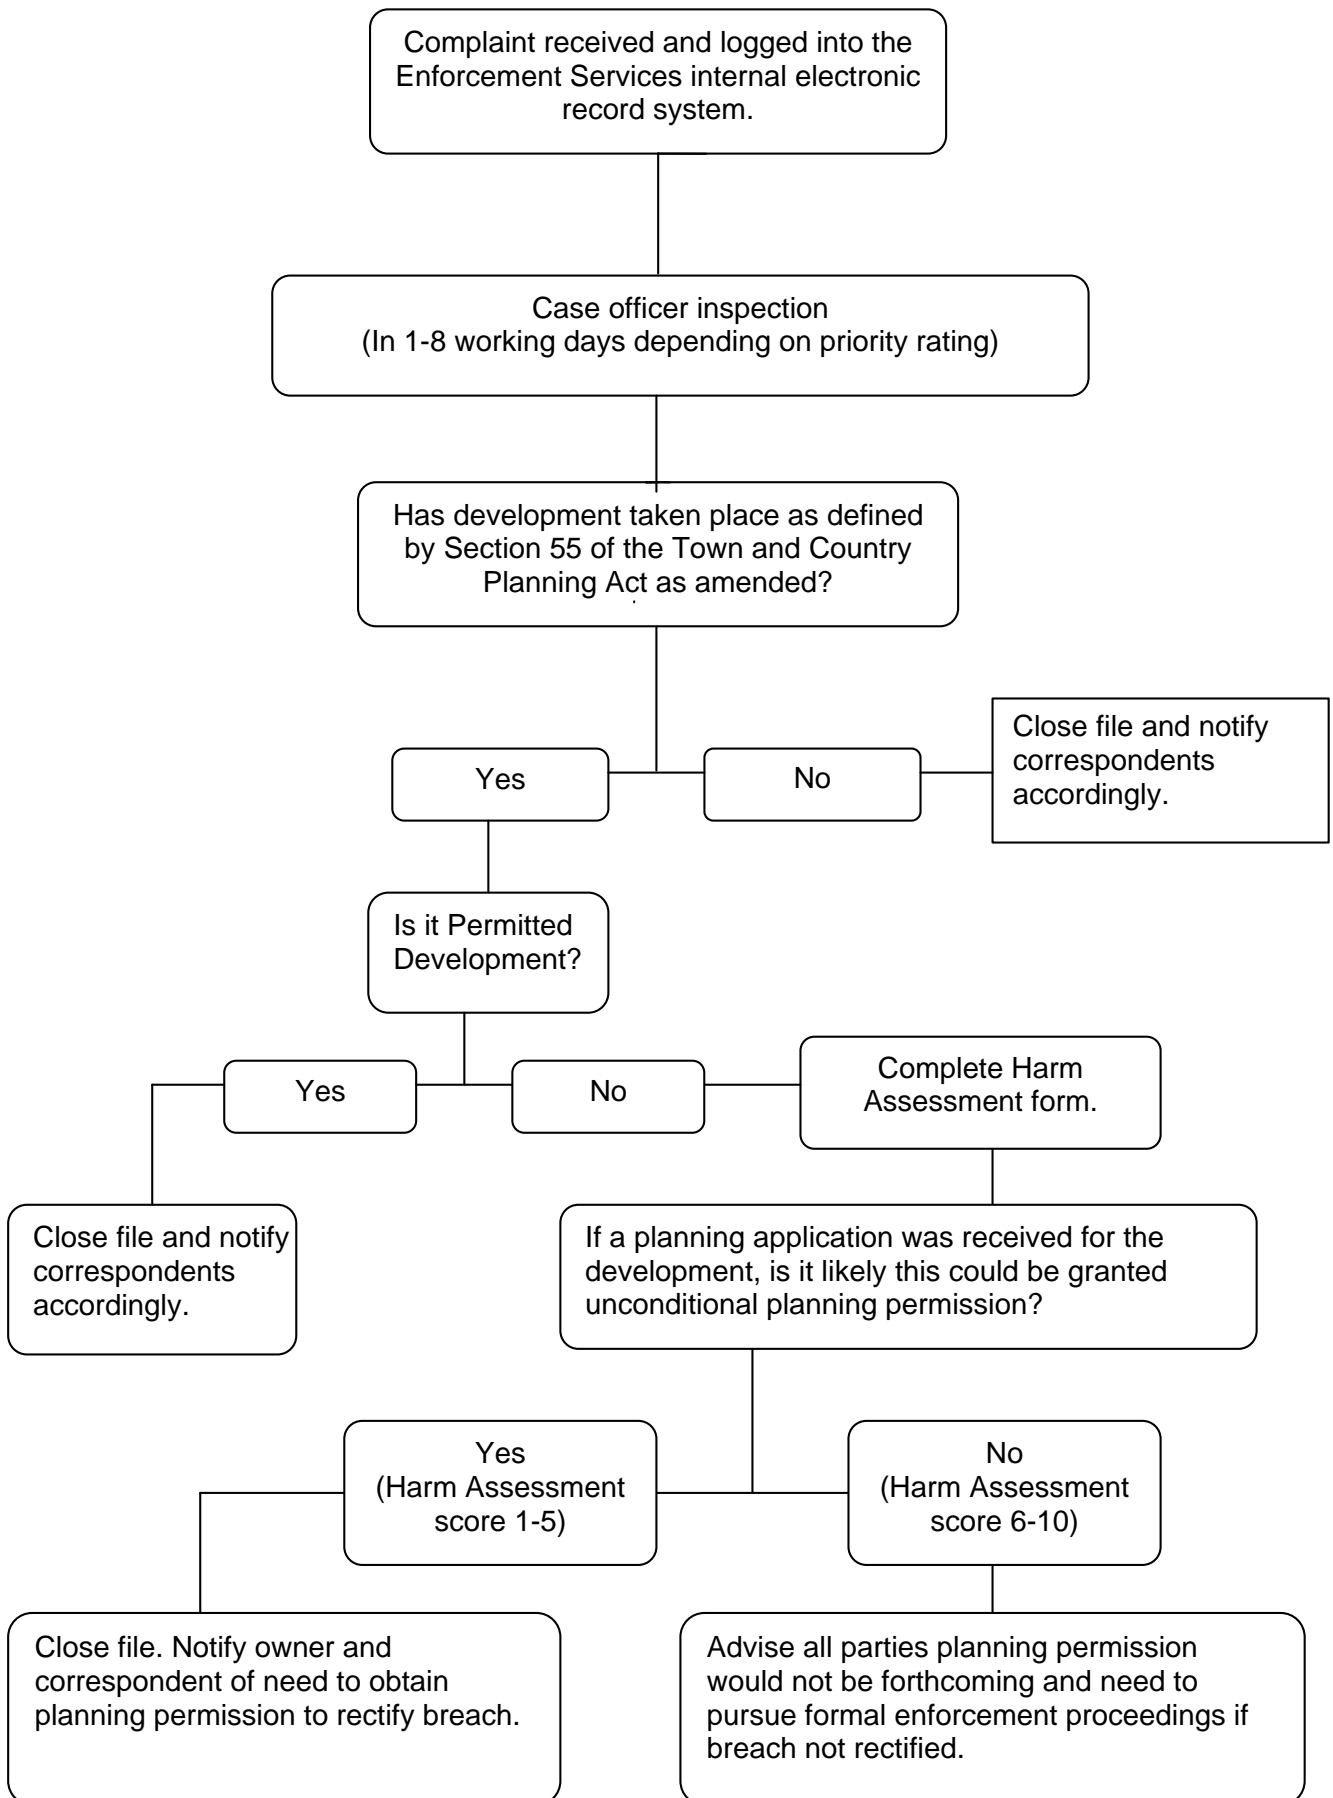 Complaint received and logged into the
Enforcement Services internal electronic
record system.
Case officer inspection
(In 1-8 working days depending on priority rating)
Has development taken place as defined
by Section 55 of the Town and Country
Planning Act as amended?
Yes
No
Close file and notify
correspondents
accordingly.
Is it Permitted
Development?
Yes
No
Complete Harm
Assessment form.
Close file and notify
correspondents
accordingly.
If a planning application was received for the
development, is it likely this could be granted
unconditional planning permission?
Yes
(Harm Assessment
score 1-5)
No
(Harm Assessment
score 6-10)
Close file. Notify owner and
correspondent of need to obtain
planning permission to rectify breach.
Advise all parties planning permission
would not be forthcoming and need to
pursue formal enforcement proceedings if
breach not rectified.